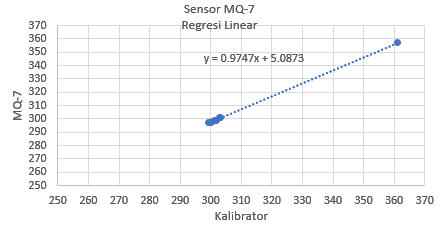 Sensor MQ-7
Regresi Linear
y = 0.9747x + 5.0873
MQ-7
370
360
350
340
330
320
310
300
290
280
270
260
250
250 260 270 280 290 300 310 320 330 340 350 360 370
Kalibrator